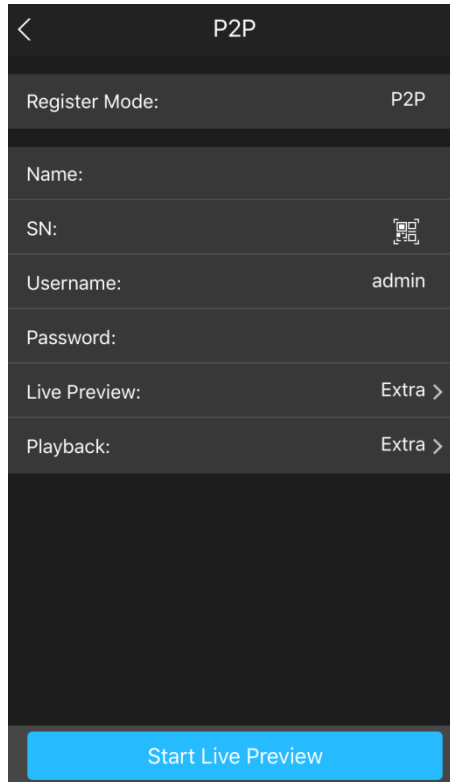 P2P
Register Mode: P2P
Name:
SN:
Username: admin
Password:
Live Preview: Extra
Playback: Extra
Start Live Preview